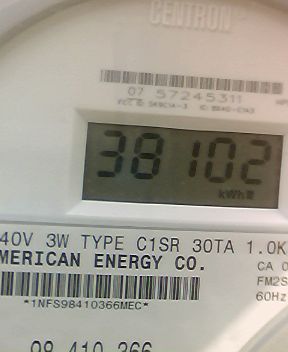 CENTRON
07 57245311
38102
kWh
40V 3W TYPE C1SR 30TA 1.0K
MERICAN ENERGY CO.
CA 0
FM2S
*1NFS98410366MEC*
60Hz
98 410 366